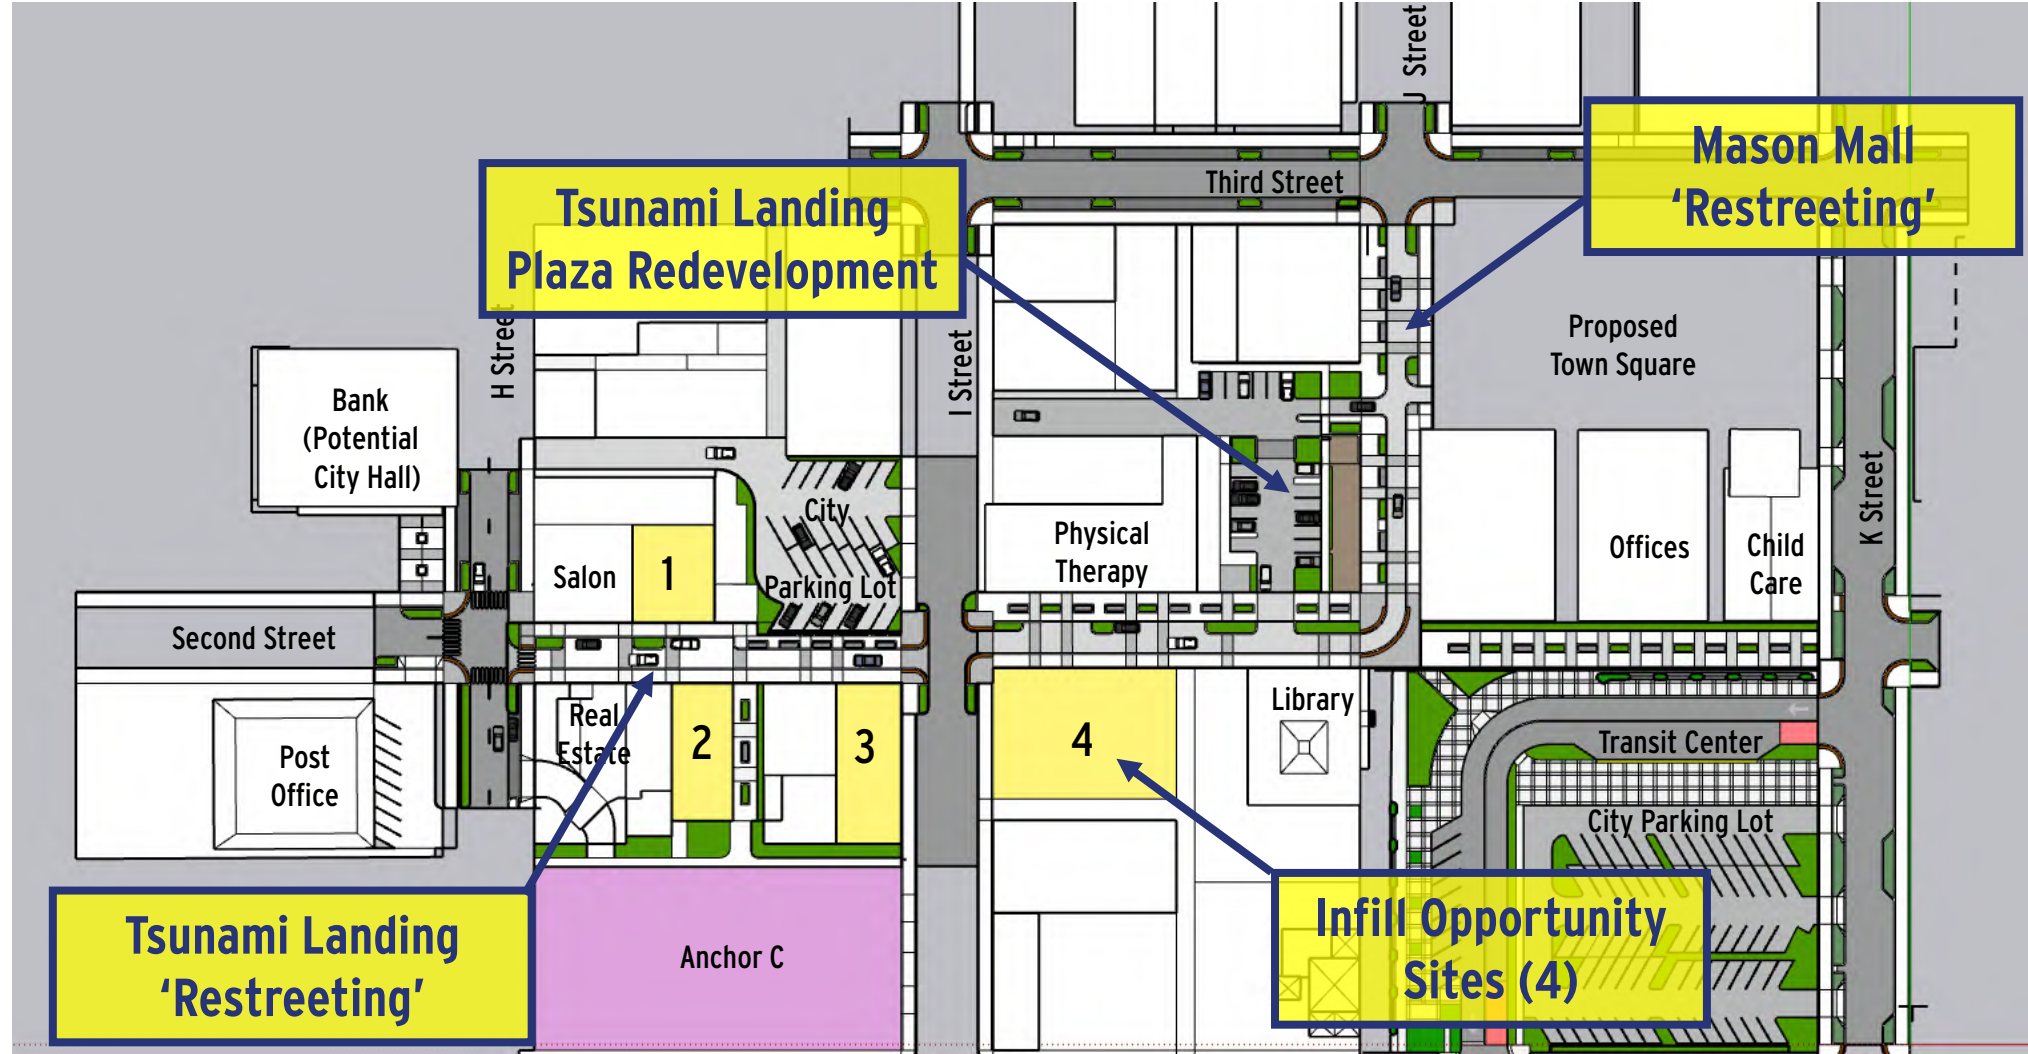 J Street
Mason Mall
‘Restreeting’
Third Street
Tsunami Landing
Plaza Redevelopment
H Street
I Street
Proposed
Town Square
Bank
(Potential
City Hall)
K Street
City
Parking Lot
Physical
Therapy
Offices
Child
Care
Salon
1
Second Street
Real
Estate
2
3
4
Library
Post
Office
Transit Center
City Parking Lot
Tsunami Landing
‘Restreeting’
Anchor C
Infill Opportunity
Sites (4)